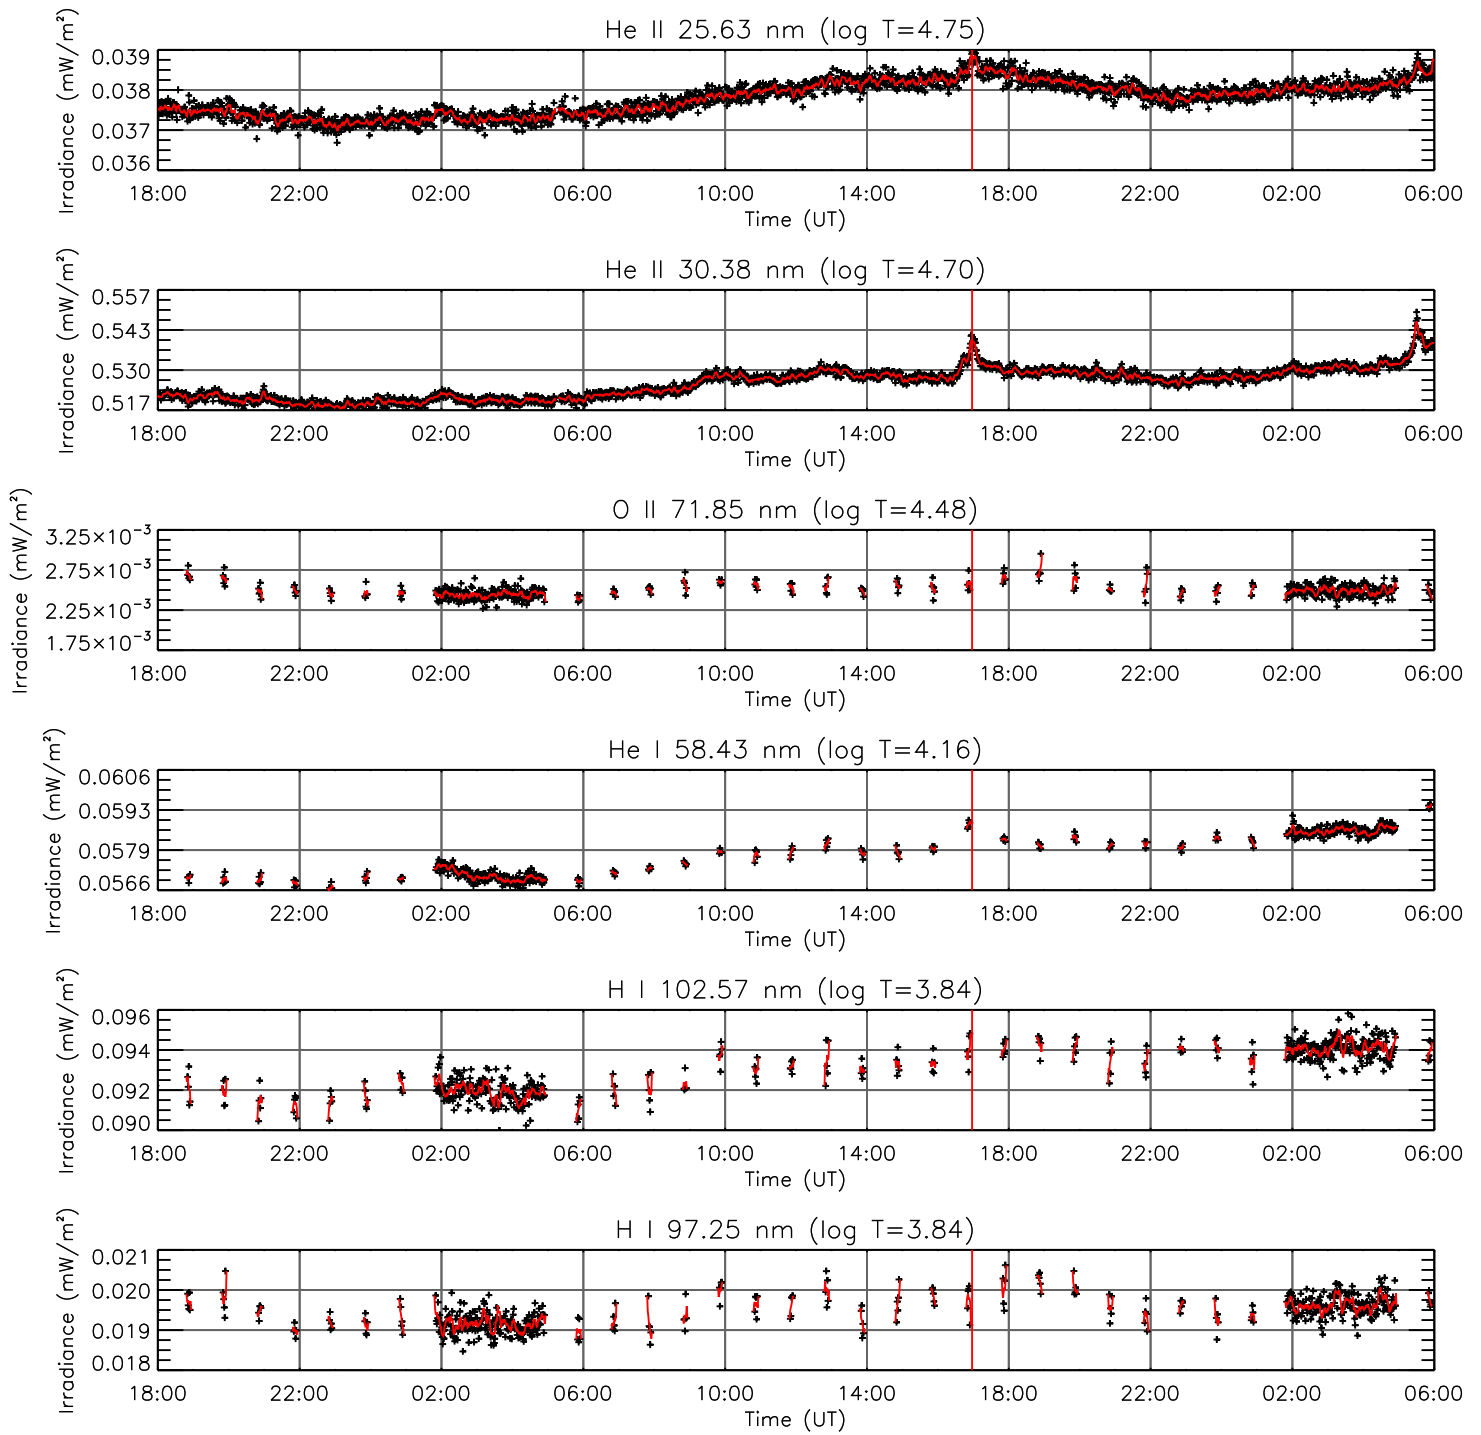 He II 25.63 nm (log T=4.75)
Irradiance (mW/m²)
0.039
0.038
0.037
0.036
18:00 22:00 02:00 06:00 10:00 14:00 18:00 22:00 02:00 06:00
Time (UT)
He II 30.38 nm (log T=4.70)
Irradiance (mW/m²)
0.557
0.543
0.530
0.517
18:00 22:00 02:00 06:00 10:00 14:00 18:00 22:00 02:00 06:00
Time (UT)
O II 71.85 nm (log T=4.48)
Irradiance (mW/m²)
3.25×10⁻³
2.75×10⁻³
2.25×10⁻³
1.75×10⁻³
18:00 22:00 02:00 06:00 10:00 14:00 18:00 22:00 02:00 06:00
Time (UT)
He I 58.43 nm (log T=4.16)
Irradiance (mW/m²)
0.0606
0.0593
0.0579
0.0566
18:00 22:00 02:00 06:00 10:00 14:00 18:00 22:00 02:00 06:00
Time (UT)
H I 102.57 nm (log T=3.84)
Irradiance (mW/m²)
0.096
0.094
0.092
0.090
18:00 22:00 02:00 06:00 10:00 14:00 18:00 22:00 02:00 06:00
Time (UT)
H I 97.25 nm (log T=3.84)
Irradiance (mW/m²)
0.021
0.020
0.019
0.018
18:00 22:00 02:00 06:00 10:00 14:00 18:00 22:00 02:00 06:00
Time (UT)